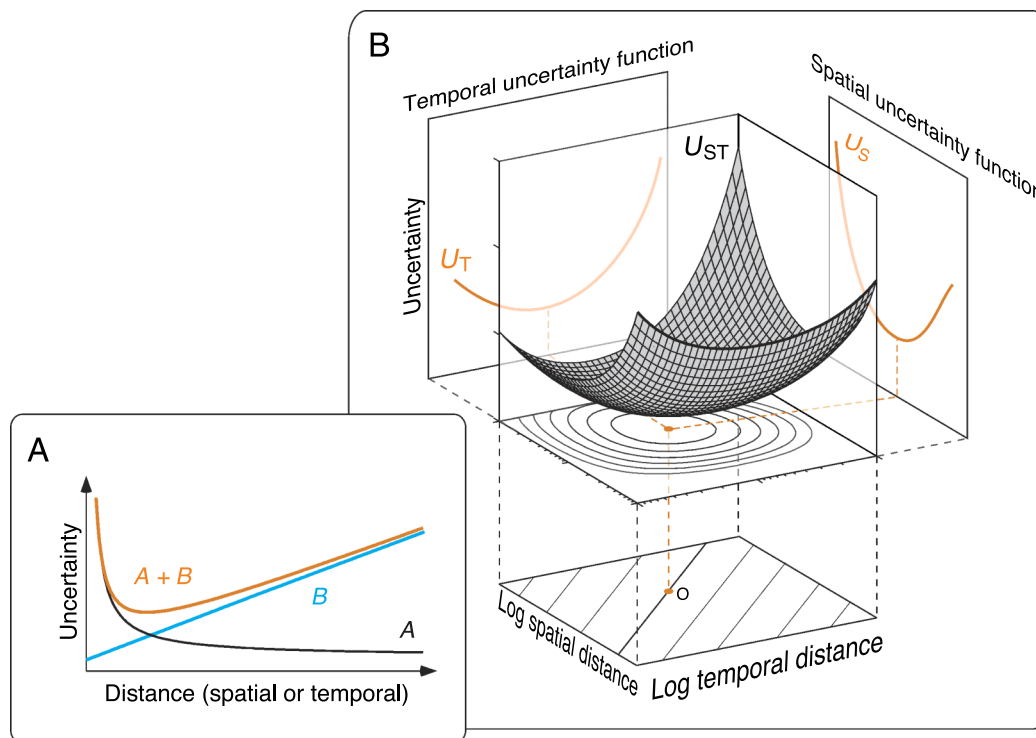 B
Temporal uncertainty function
Spatial uncertainty function
Uncertainty
U_T
U_ST
U_S
O
Log spatial distance
Log temporal distance
A
Uncertainty
A + B
B
A
Distance (spatial or temporal)